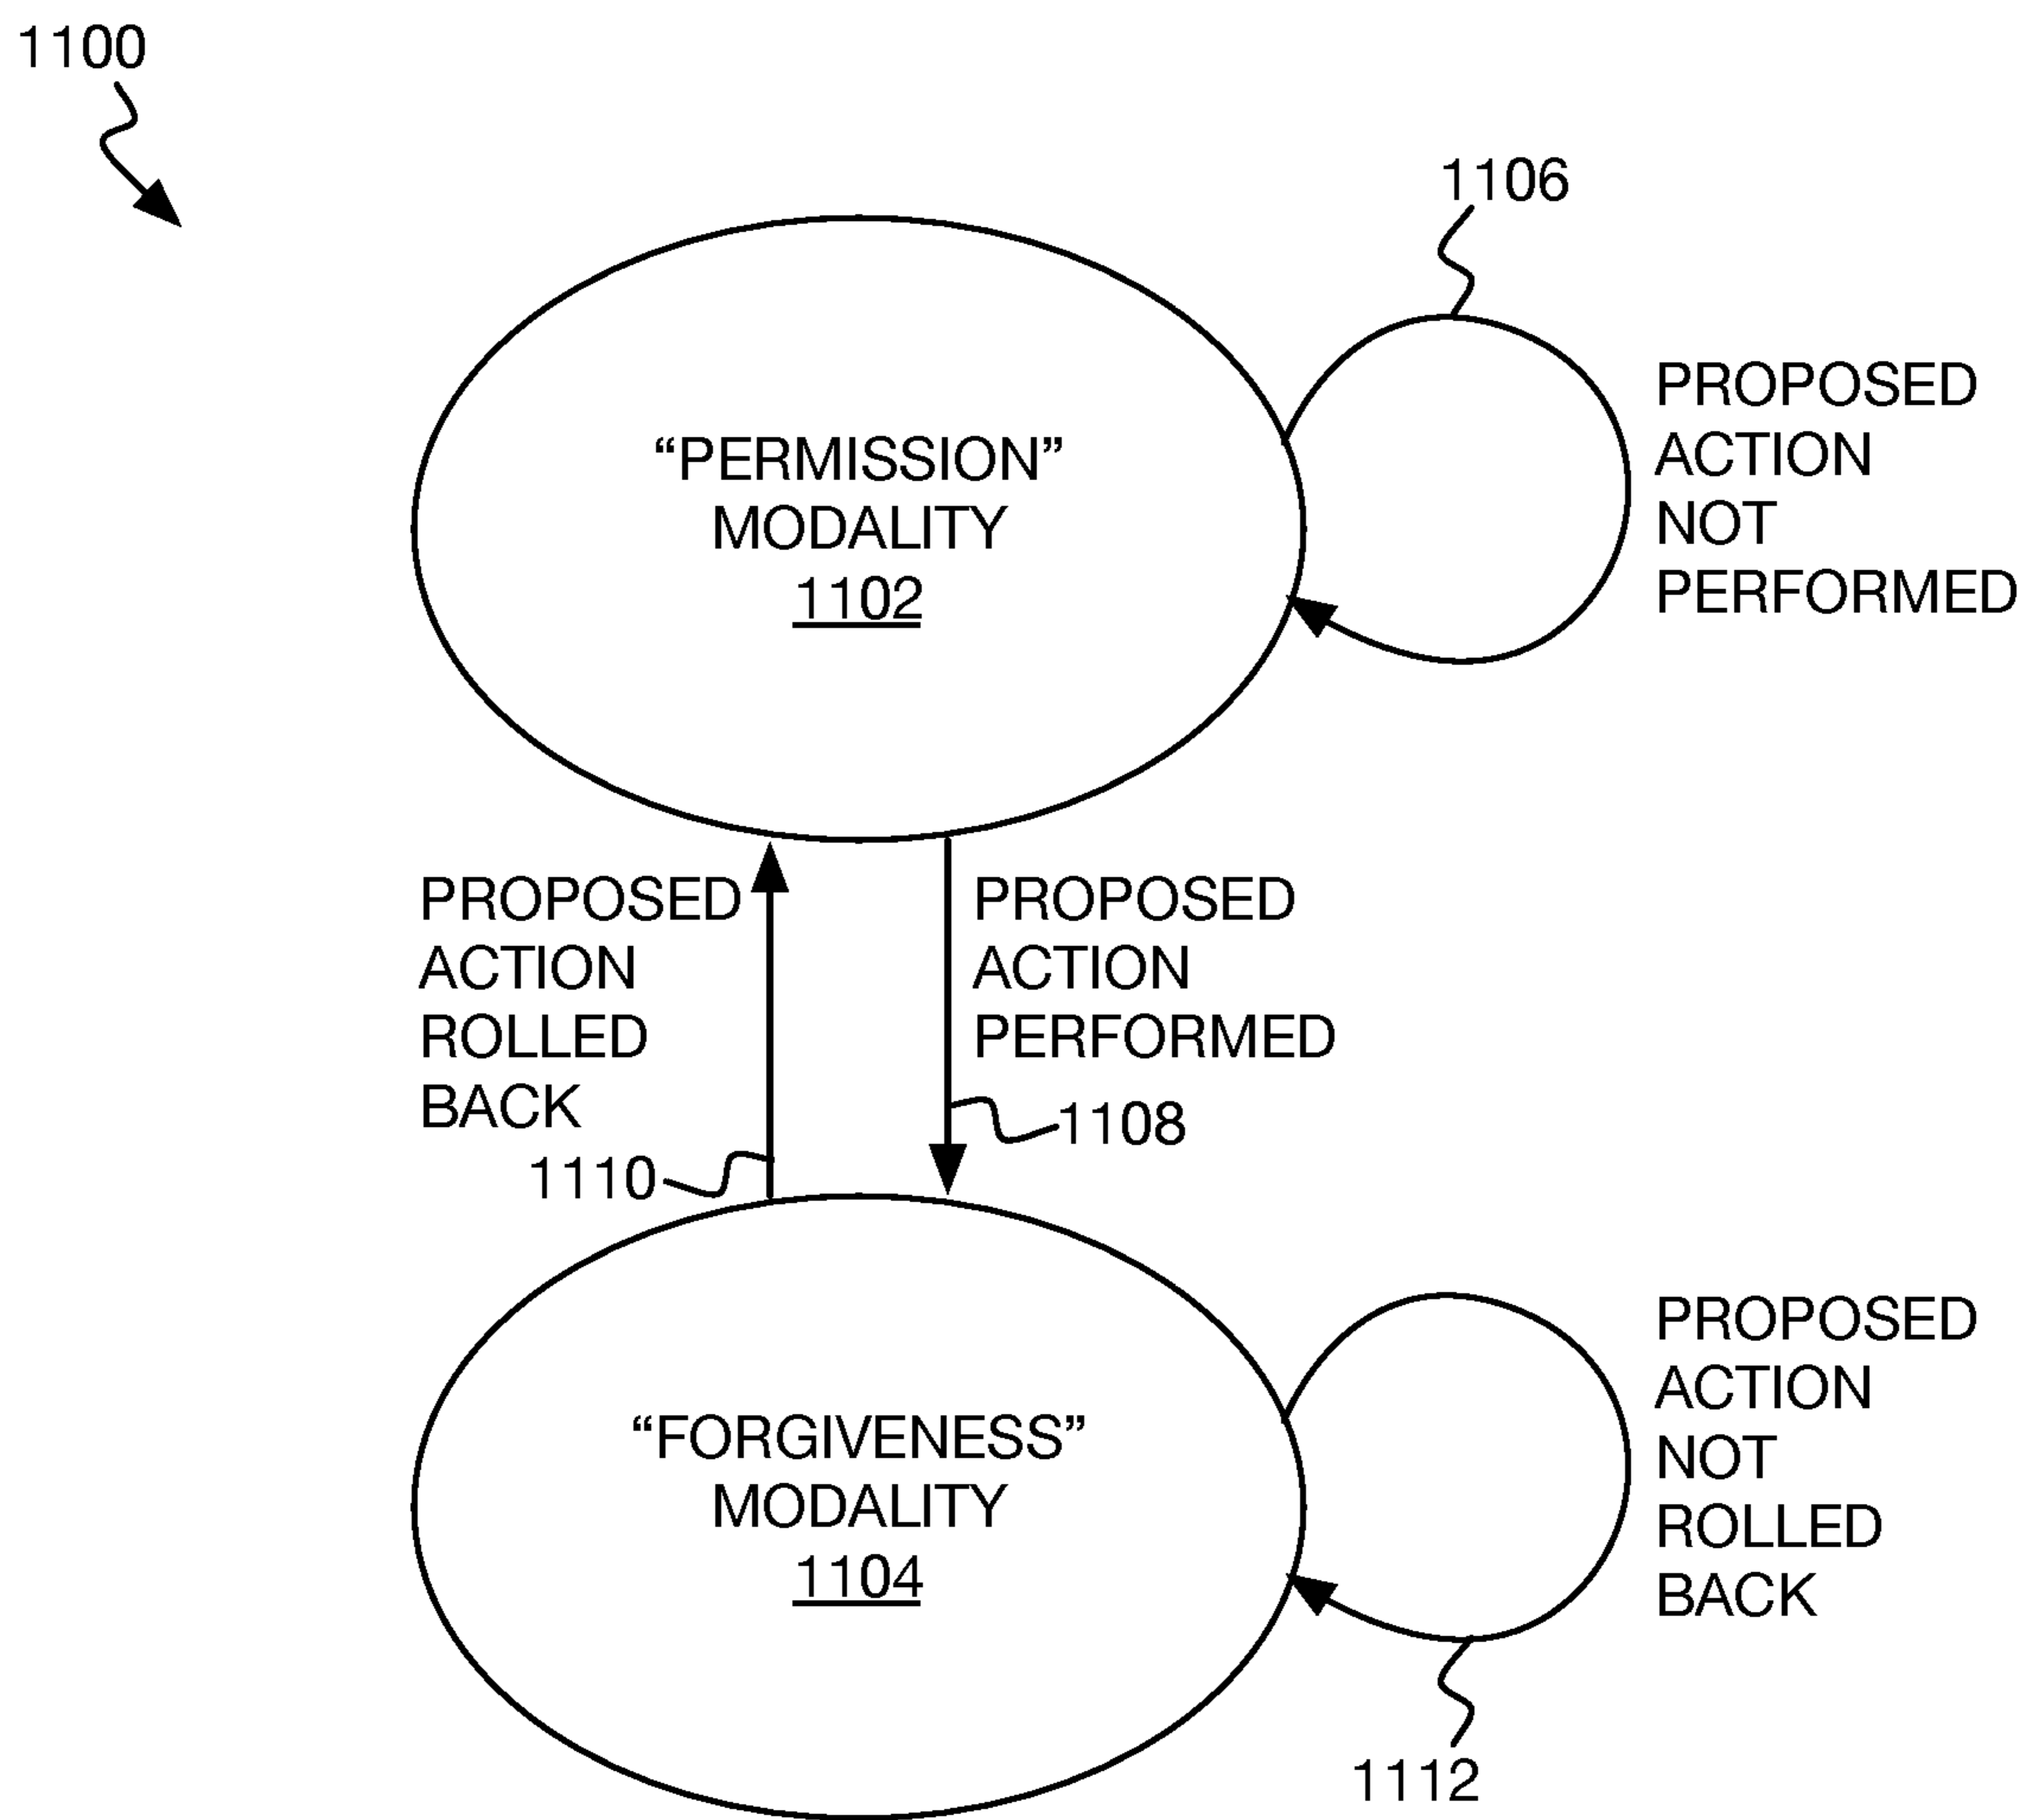 1100
1106
“PERMISSION”
MODALITY
1102
PROPOSED
ACTION
NOT
PERFORMED
PROPOSED
ACTION
ROLLED
BACK
1110
PROPOSED
ACTION
PERFORMED
1108
“FORGIVENESS”
MODALITY
1104
PROPOSED
ACTION
NOT
ROLLED
BACK
1112